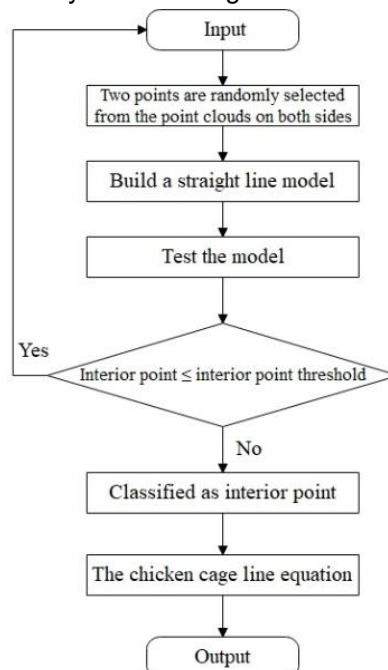 Input
Two points are randomly selected
from the point clouds on both sides
Build a straight line model
Test the model
Yes
Interior point ≤ interior point threshold
No
Classified as interior point
The chicken cage line equation
Output